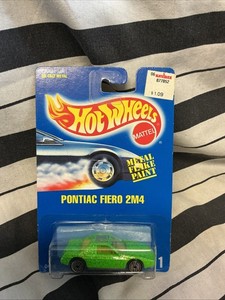 Hot Wheels
MATTEL
$1.08
METAL
FLAKE
PAINT
PONTIAC FIERO 2M4
1